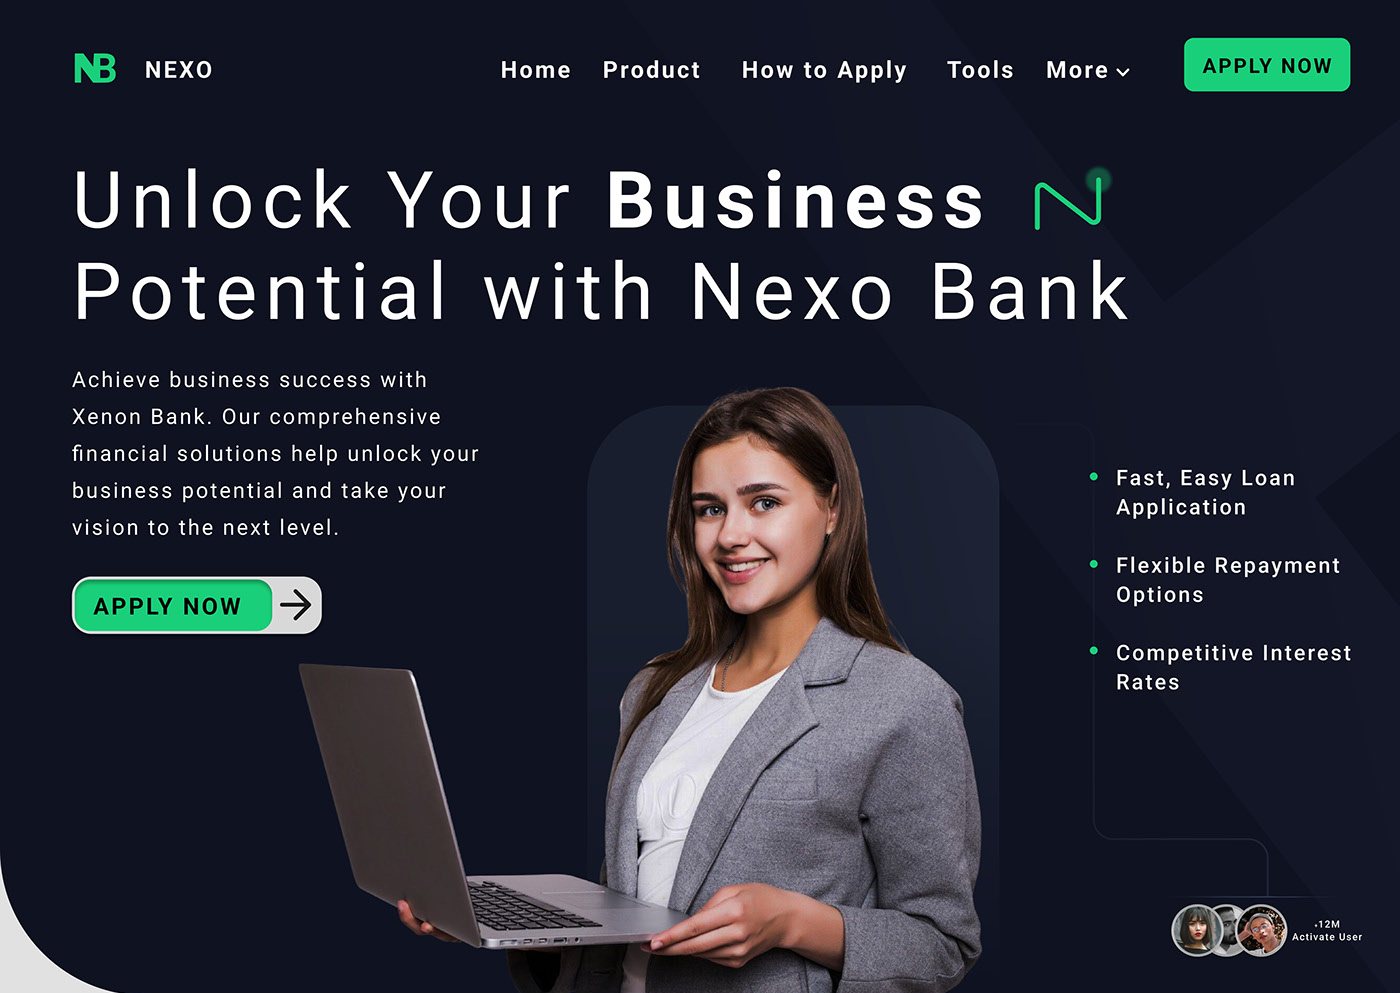 NB NEXO
Home Product How to Apply Tools More
APPLY NOW
Unlock Your Business
Potential with Nexo Bank
Achieve business success with
Xenon Bank. Our comprehensive
financial solutions help unlock your
business potential and take your
vision to the next level.
APPLY NOW
Fast, Easy Loan
Application
Flexible Repayment
Options
Competitive Interest
Rates
+12M
Activate User